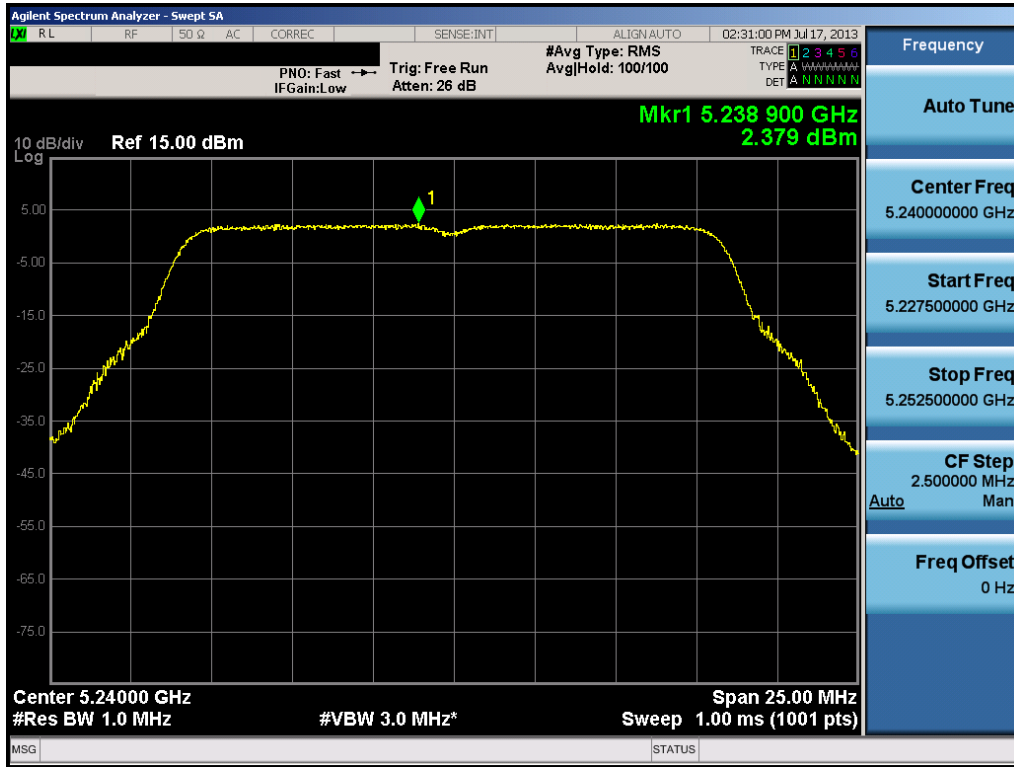 Agilent Spectrum Analyzer - Swept SA
LXI RL RF 50 Ω AC CORREC SENSE:INT ALIGN AUTO 02:31:00 PM Jul 17, 2013
PNO: Fast
IFGain:Low
Trig: Free Run
Atten: 26 dB
#Avg Type: RMS
Avg|Hold: 100/100
TRACE 1 2 3 4 5 6
TYPE A WWWWW
DET A N N N N N
Mkr1 5.238 900 GHz
2.379 dBm
10 dB/div Ref 15.00 dBm
Log
5.00
-5.00
-15.0
-25.0
-35.0
-45.0
-55.0
-65.0
-75.0
1
Center 5.24000 GHz Span 25.00 MHz
#Res BW 1.0 MHz #VBW 3.0 MHz* Sweep 1.00 ms (1001 pts)
MSG STATUS
Frequency
Auto Tune
Center Freq
5.240000000 GHz
Start Freq
5.227500000 GHz
Stop Freq
5.252500000 GHz
CF Step
2.500000 MHz
Auto Man
Freq Offset
0 Hz